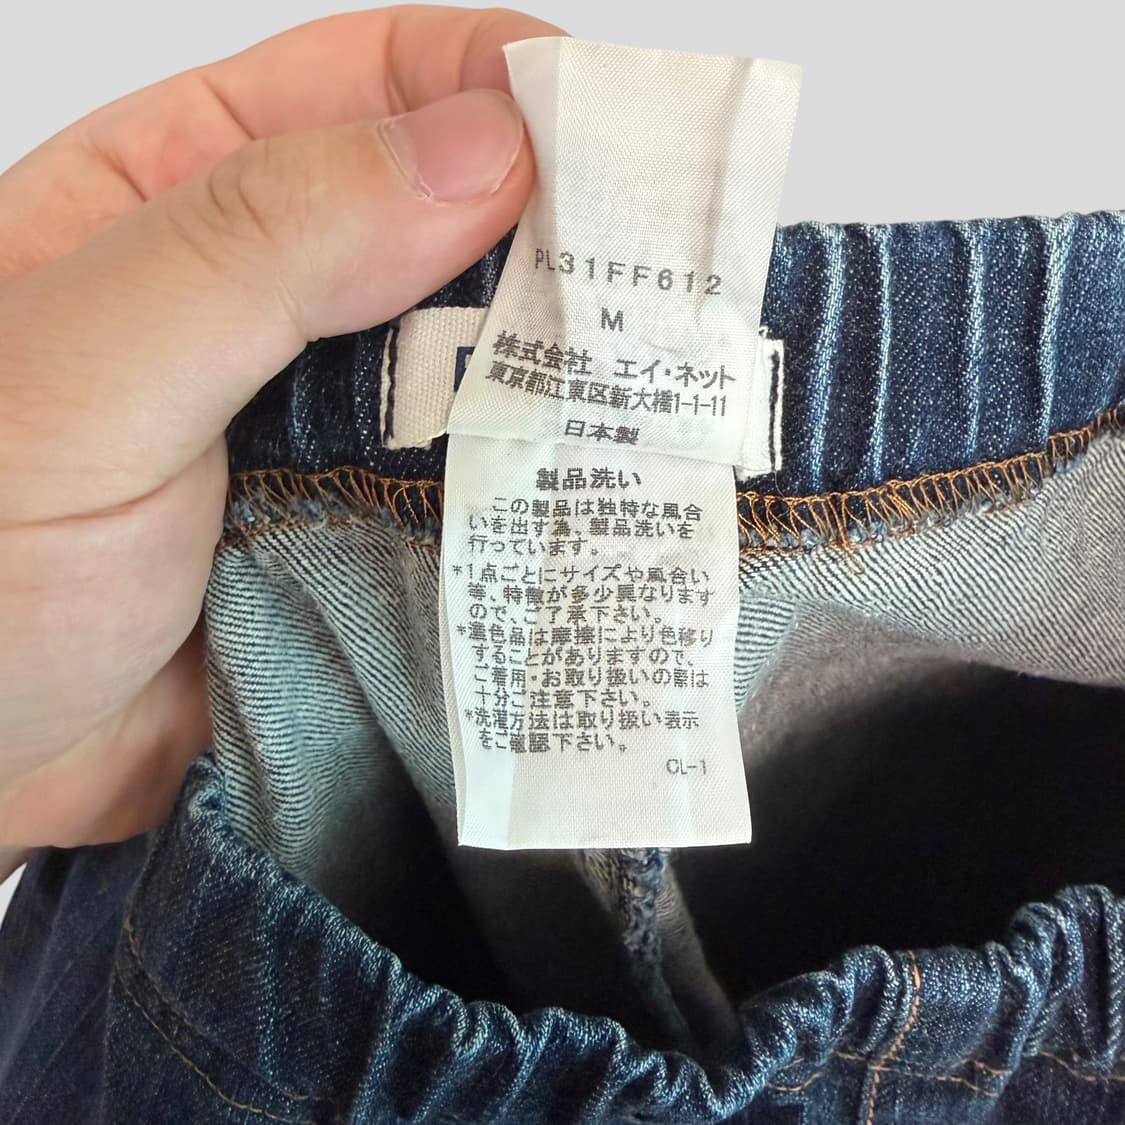 PL31FF612
M
株式会社 エイ・ネット
東京都江東区新大橋1-1-11
日本製
製品洗い
この製品は独特な風合
いを出す為、製品洗いを
行っています。
*1点ごとにサイズや風合い
等、特徴が多少異なります
ので、ご了承下さい。
*濃色品は摩擦により色移り
することがありますので、
ご着用・お取り扱いの際は
十分ご注意下さい。
*洗濯方法は取り扱い表示
をご確認下さい。
CL-1